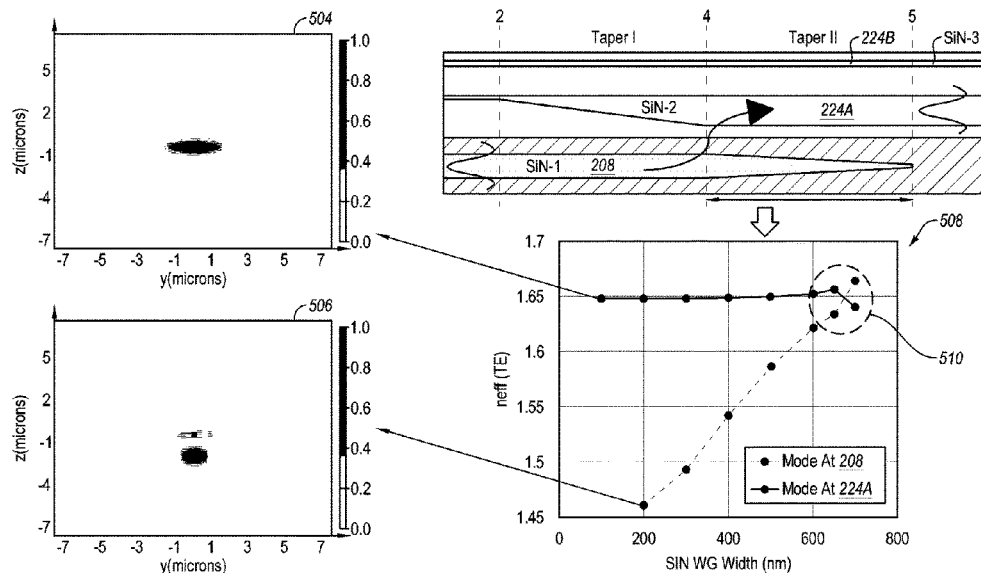 504
1.0
0.8
0.6
0.4
0.2
0.0
5
2
-1
-4
-7
z(microns)
-7 -5 -3 -1 1 3 5 7
y(microns)
506
1.0
0.8
0.6
0.4
0.2
0.0
5
2
-1
-4
-7
z(microns)
-7 -5 -3 -1 1 3 5 7
y(microns)
2 4 5
Taper I Taper II 224B SiN-3
SiN-2 224A
SiN-1 208
508
1.7
1.65
1.6
1.55
1.5
1.45
neff (TE)
510
Mode At 208
Mode At 224A
0 200 400 600 800
SIN WG Width (nm)